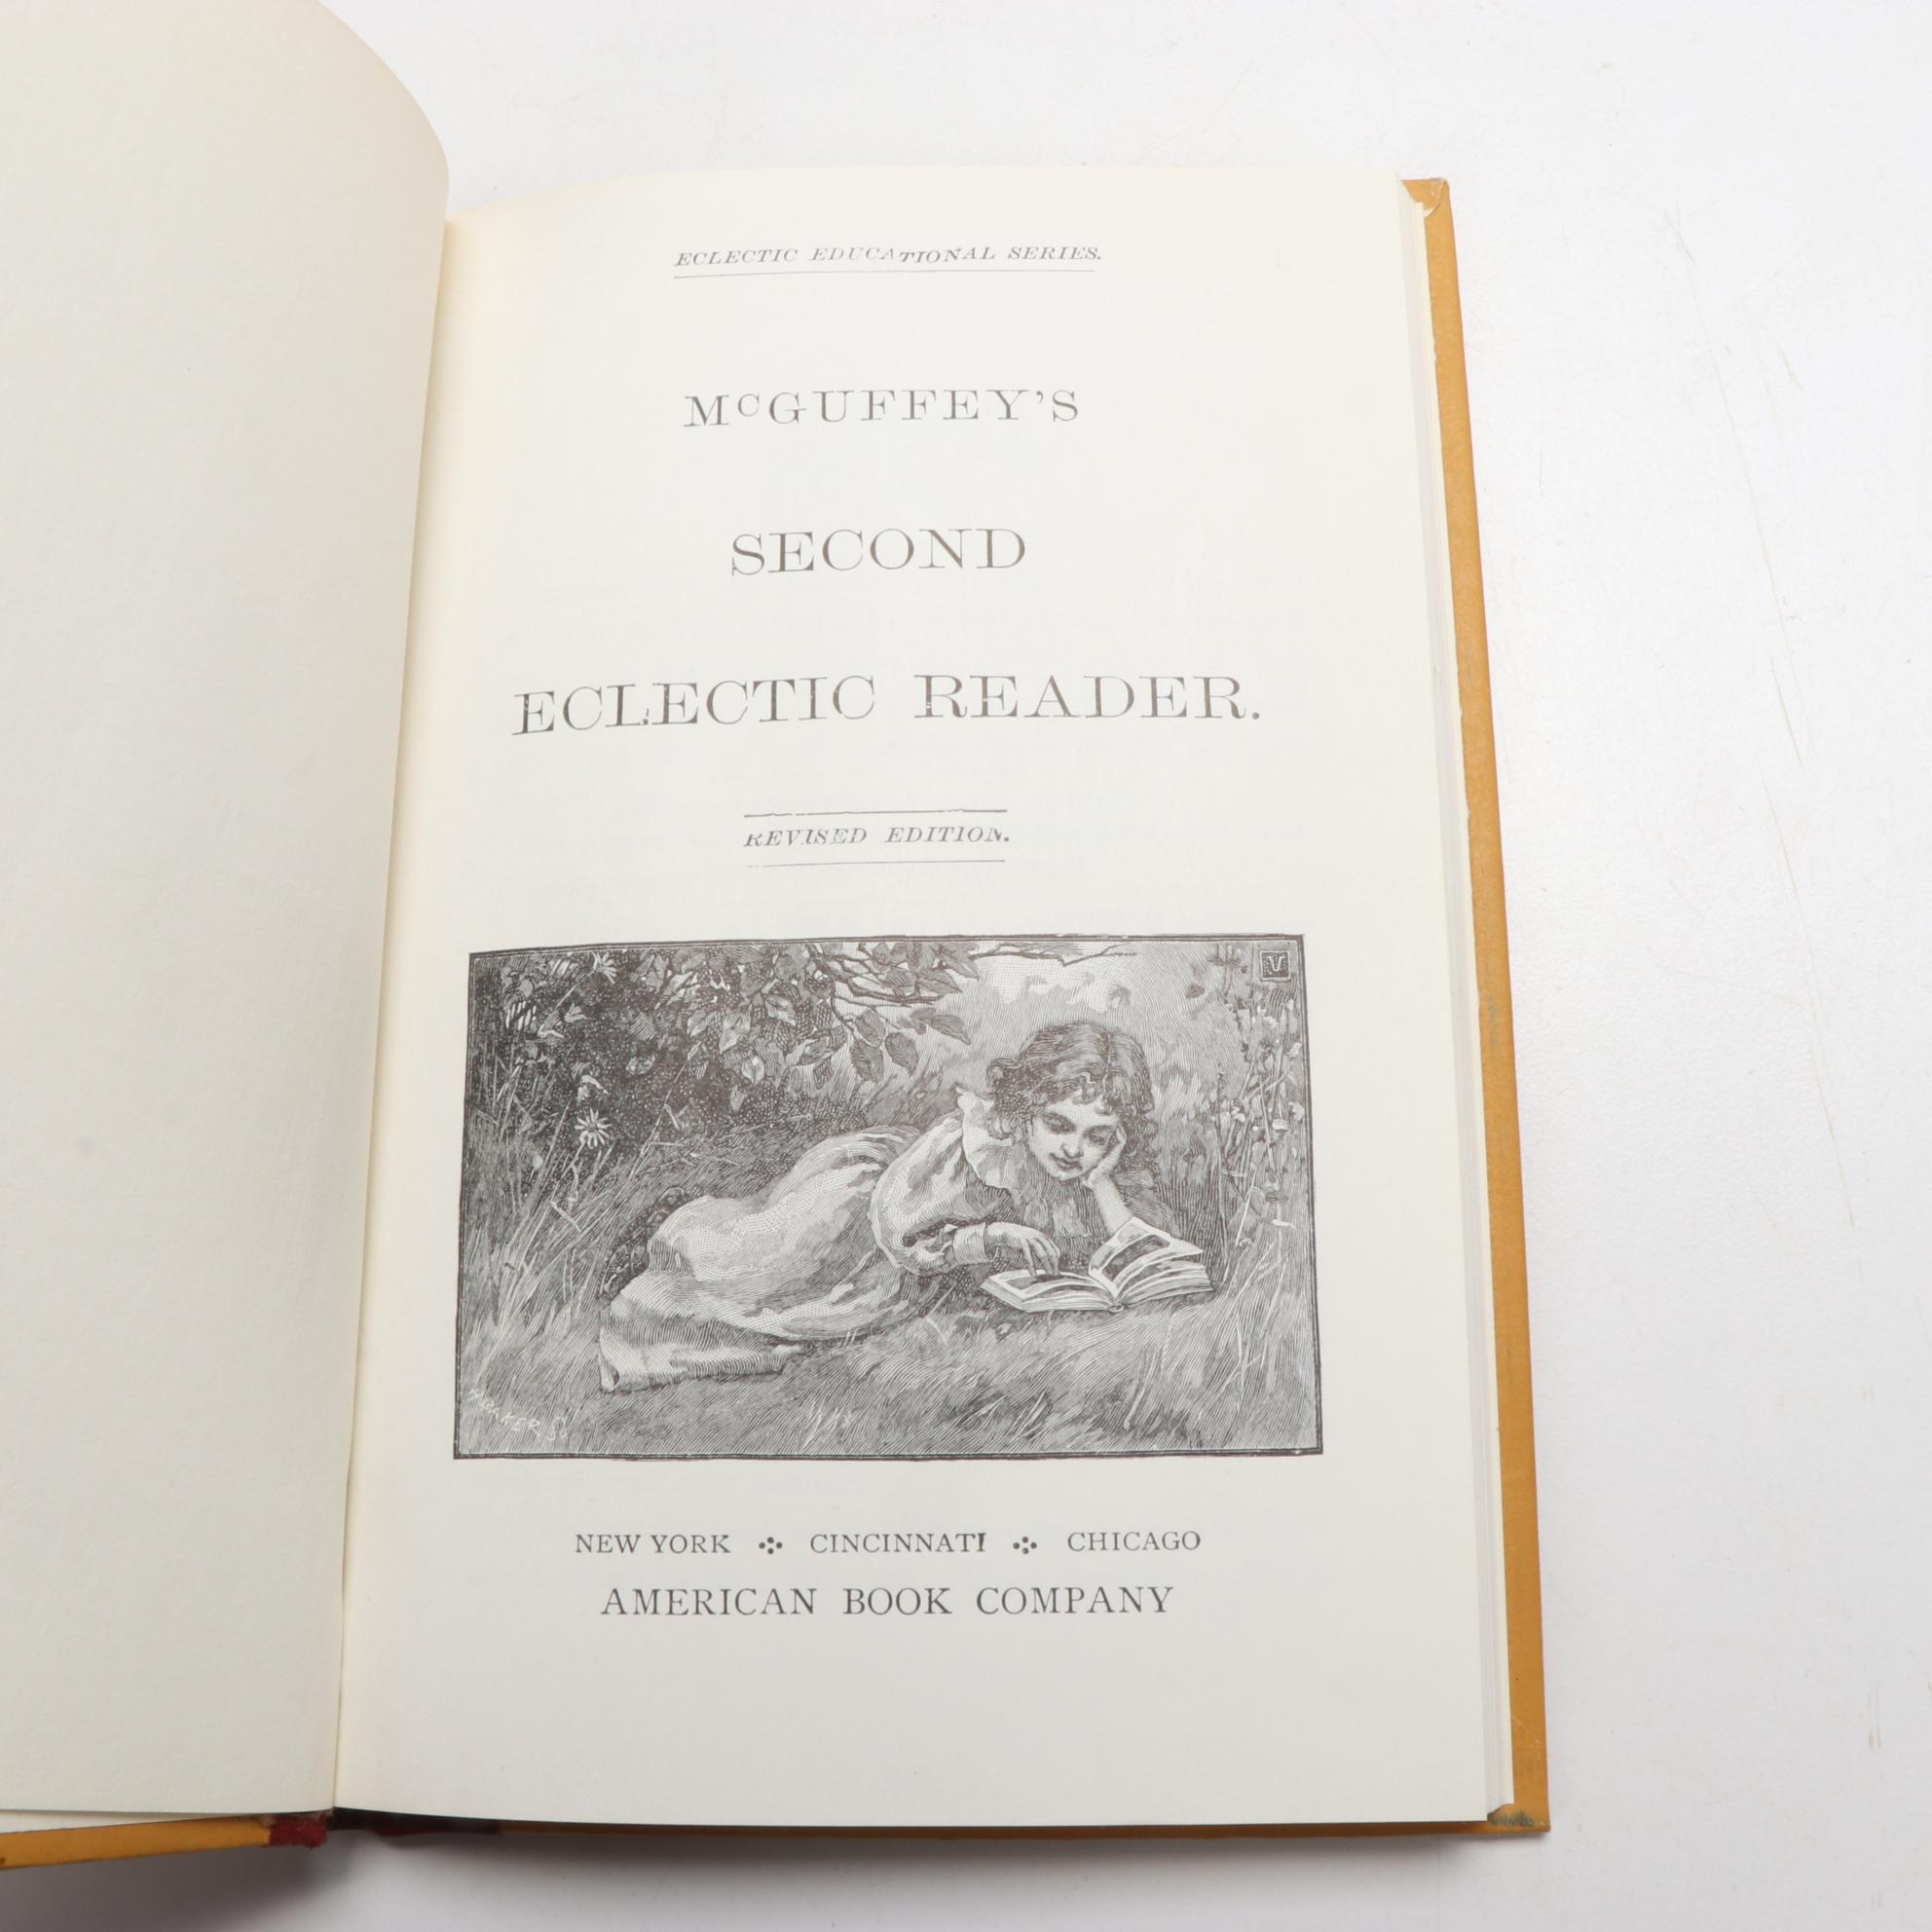 ECLECTIC EDUCATIONAL SERIES.
McGUFFEY'S
SECOND
ECLECTIC READER.
REVISED EDITION.
NEW YORK CINCINNATI CHICAGO
AMERICAN BOOK COMPANY